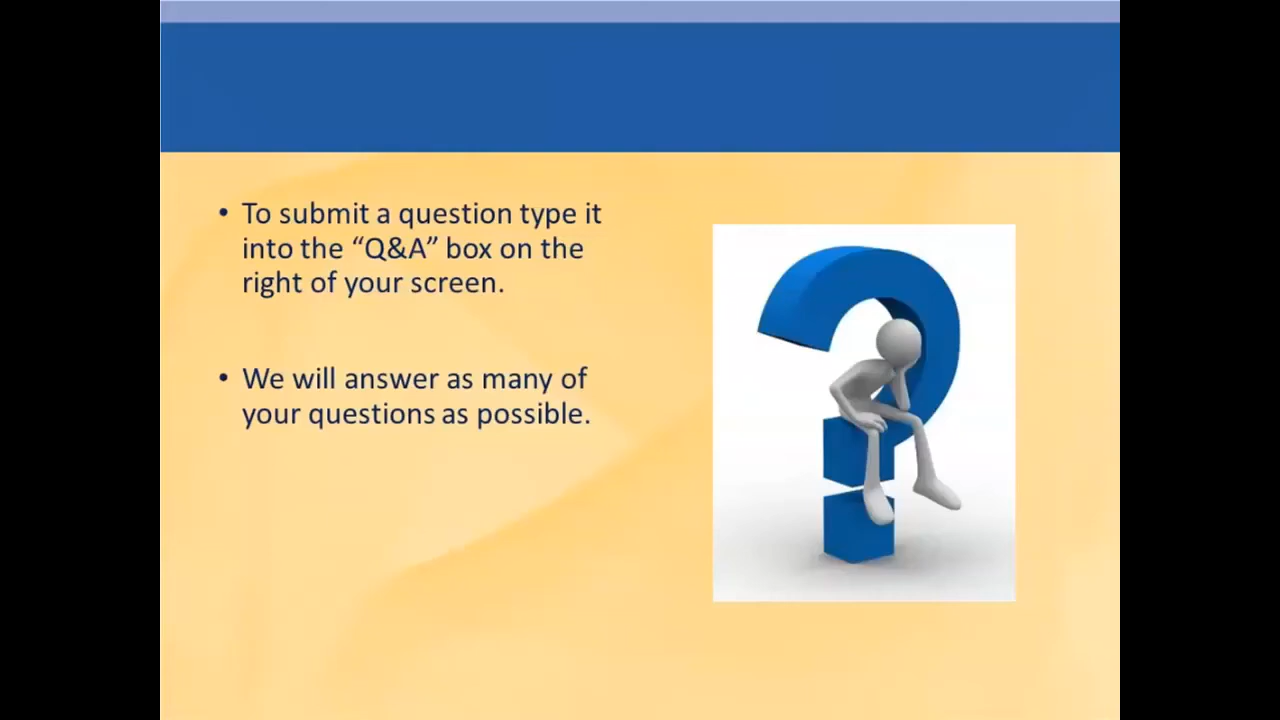 • To submit a question type it
into the “Q&A” box on the
right of your screen.
• We will answer as many of
your questions as possible.